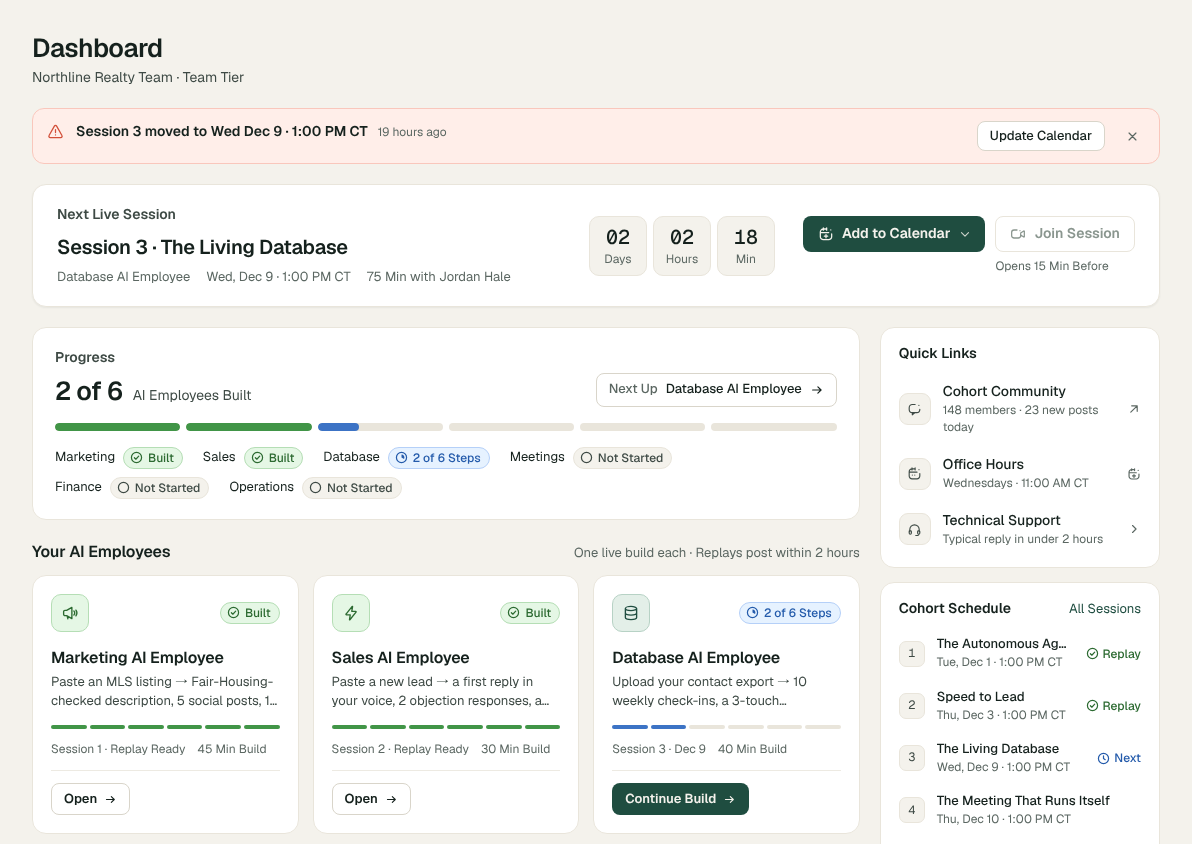 Dashboard
Northline Realty Team · Team Tier
Session 3 moved to Wed Dec 9 · 1:00 PM CT 19 hours ago
Update Calendar
Next Live Session
Session 3 · The Living Database
Database AI Employee Wed, Dec 9 · 1:00 PM CT 75 Min with Jordan Hale
02 Days
02 Hours
18 Min
Add to Calendar
Join Session
Opens 15 Min Before
Progress
2 of 6 AI Employees Built
Next Up Database AI Employee →
Marketing Built Sales Built Database 2 of 6 Steps Meetings Not Started
Finance Not Started Operations Not Started
Your AI Employees
One live build each · Replays post within 2 hours
Built
Marketing AI Employee
Paste an MLS listing → Fair-Housing-
checked description, 5 social posts, 1…
Session 1 · Replay Ready 45 Min Build
Open →
Built
Sales AI Employee
Paste a new lead → a first reply in
your voice, 2 objection responses, a…
Session 2 · Replay Ready 30 Min Build
Open →
2 of 6 Steps
Database AI Employee
Upload your contact export → 10
weekly check-ins, a 3-touch…
Session 3 · Dec 9 40 Min Build
Continue Build →
Quick Links
Cohort Community
148 members · 23 new posts
today
Office Hours
Wednesdays · 11:00 AM CT
Technical Support
Typical reply in under 2 hours
Cohort Schedule
All Sessions
1 The Autonomous Ag… Replay
Tue, Dec 1 · 1:00 PM CT
2 Speed to Lead Replay
Thu, Dec 3 · 1:00 PM CT
3 The Living Database Next
Wed, Dec 9 · 1:00 PM CT
4 The Meeting That Runs Itself
Thu, Dec 10 · 1:00 PM CT